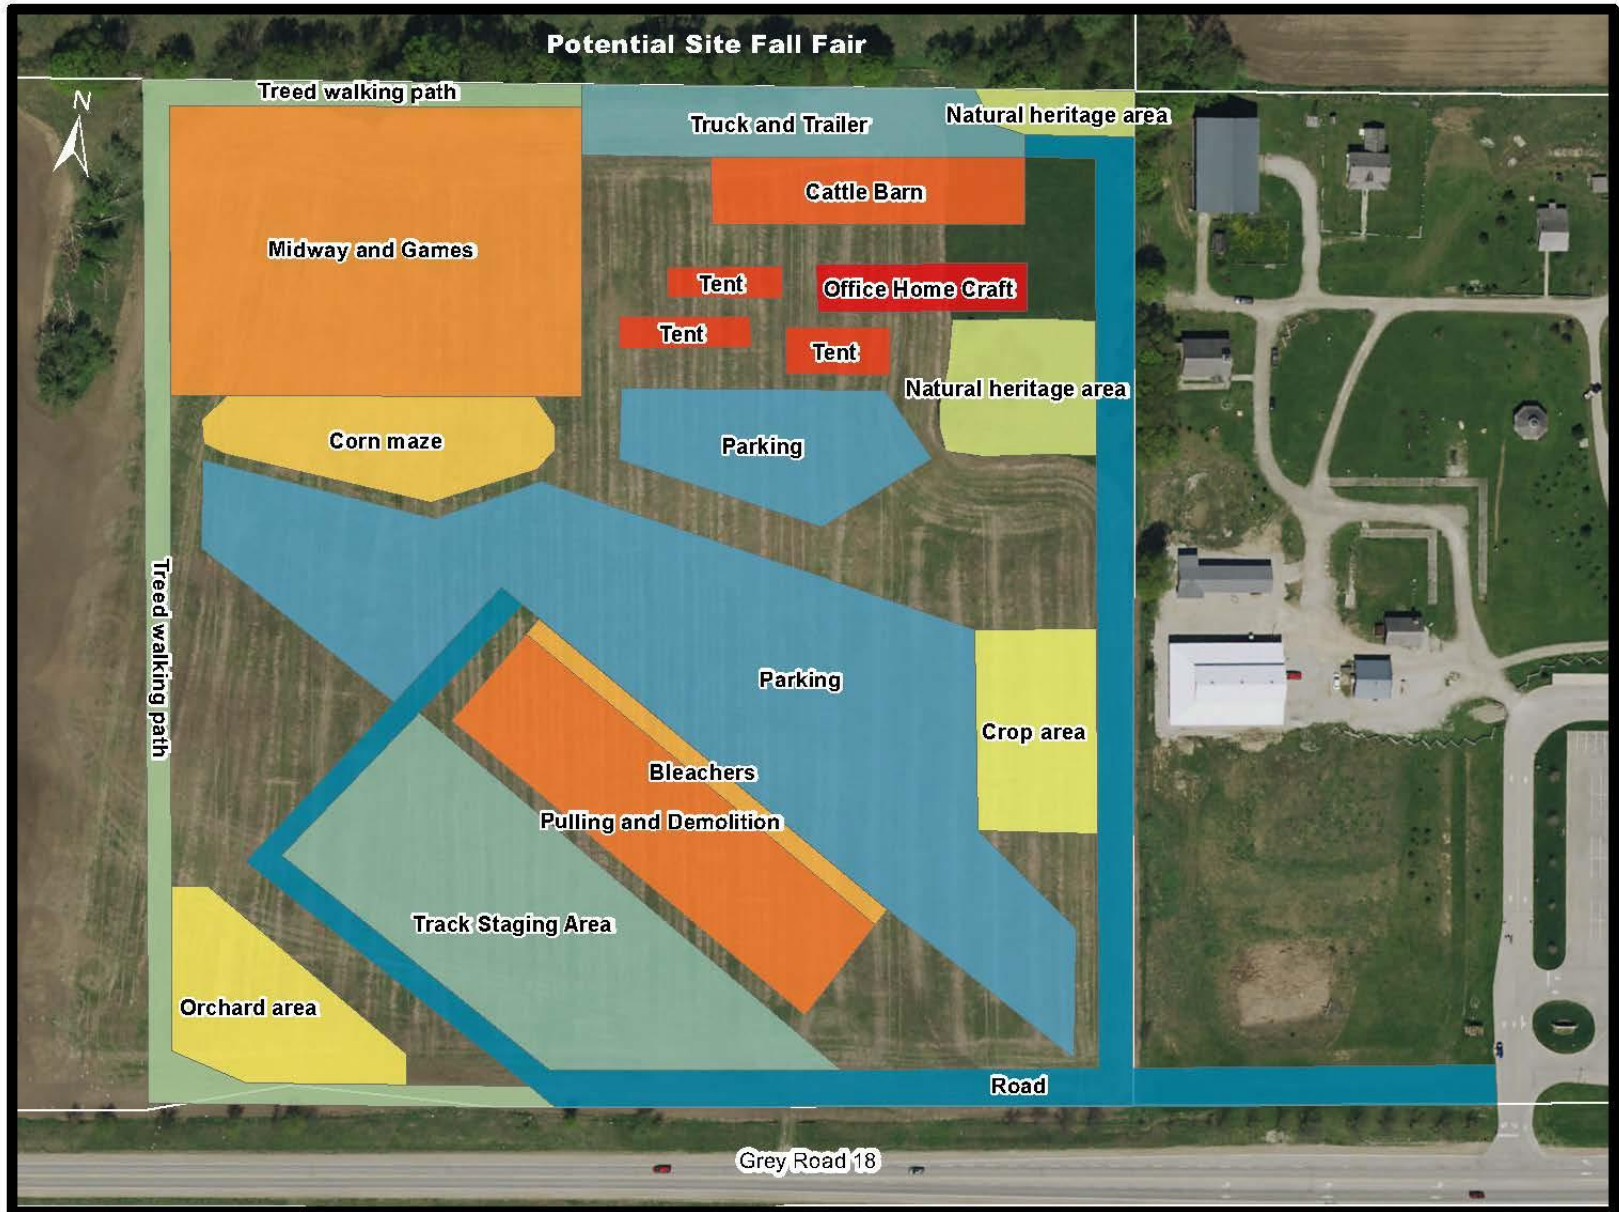 Potential Site Fall Fair
Treed walking path
N
Truck and Trailer
Natural heritage area
Cattle Barn
Midway and Games
Tent
Office Home Craft
Tent
Tent
Natural heritage area
Corn maze
Parking
Treed walking path
Parking
Crop area
Bleachers
Pulling and Demolition
Track Staging Area
Orchard area
Road
Grey Road 18